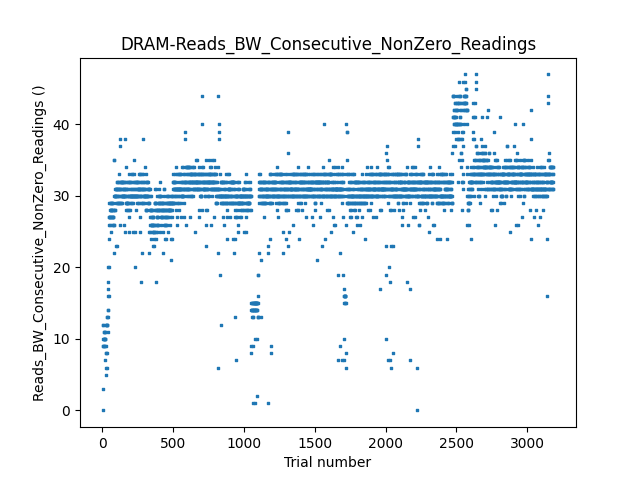 DRAM-Reads_BW_Consecutive_NonZero_Readings
Reads_BW_Consecutive_NonZero_Readings ()
40
30
20
10
0
0 500 1000 1500 2000 2500 3000
Trial number